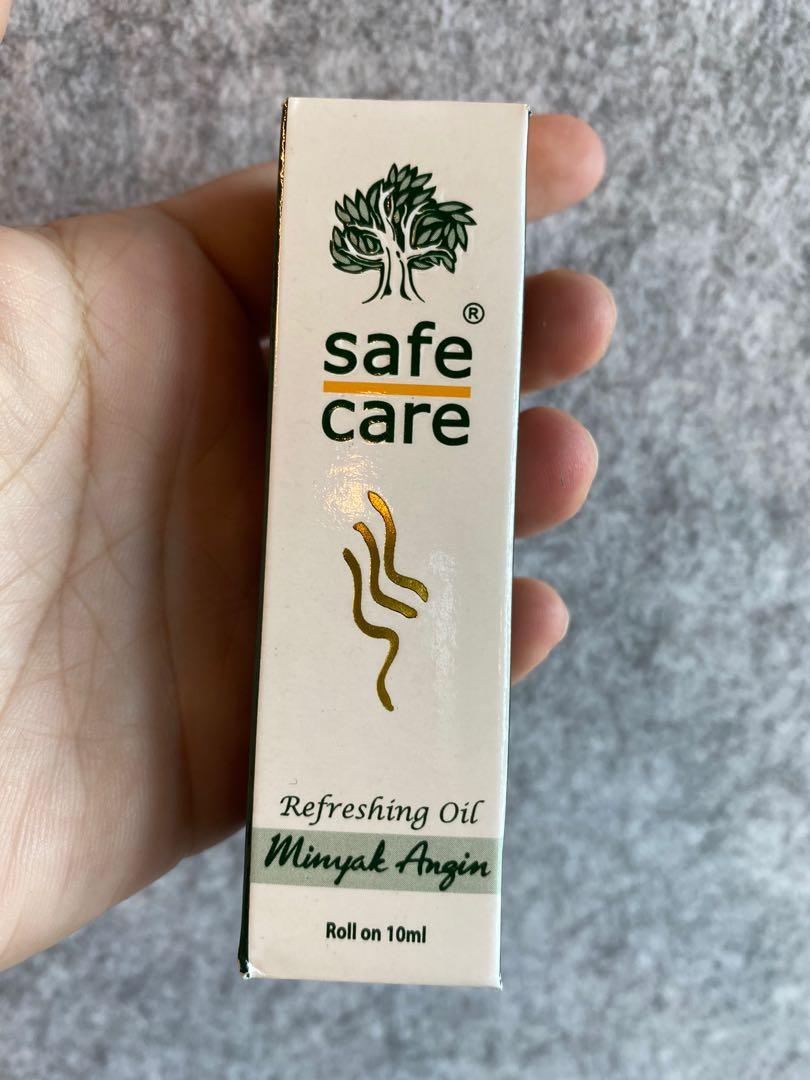 ®
safe
care
Refreshing Oil
Minyak Angin
Roll on 10ml